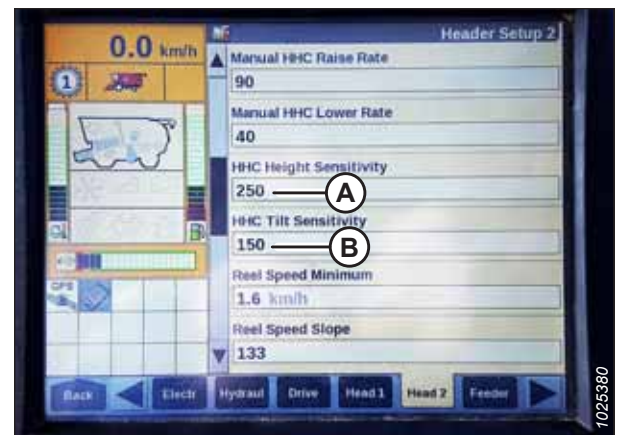 Header Setup 2
0.0 km/h
1
Manual HHC Raise Rate
90
Manual HHC Lower Rate
40
HHC Height Sensitivity
250
A
HHC Tilt Sensitivity
150
B
Reel Speed Minimum
1.6 km/h
GPS
Reel Speed Slope
133
Back
Electr
Hydraul
Drive
Head 1
Head 2
Feeder
1025380